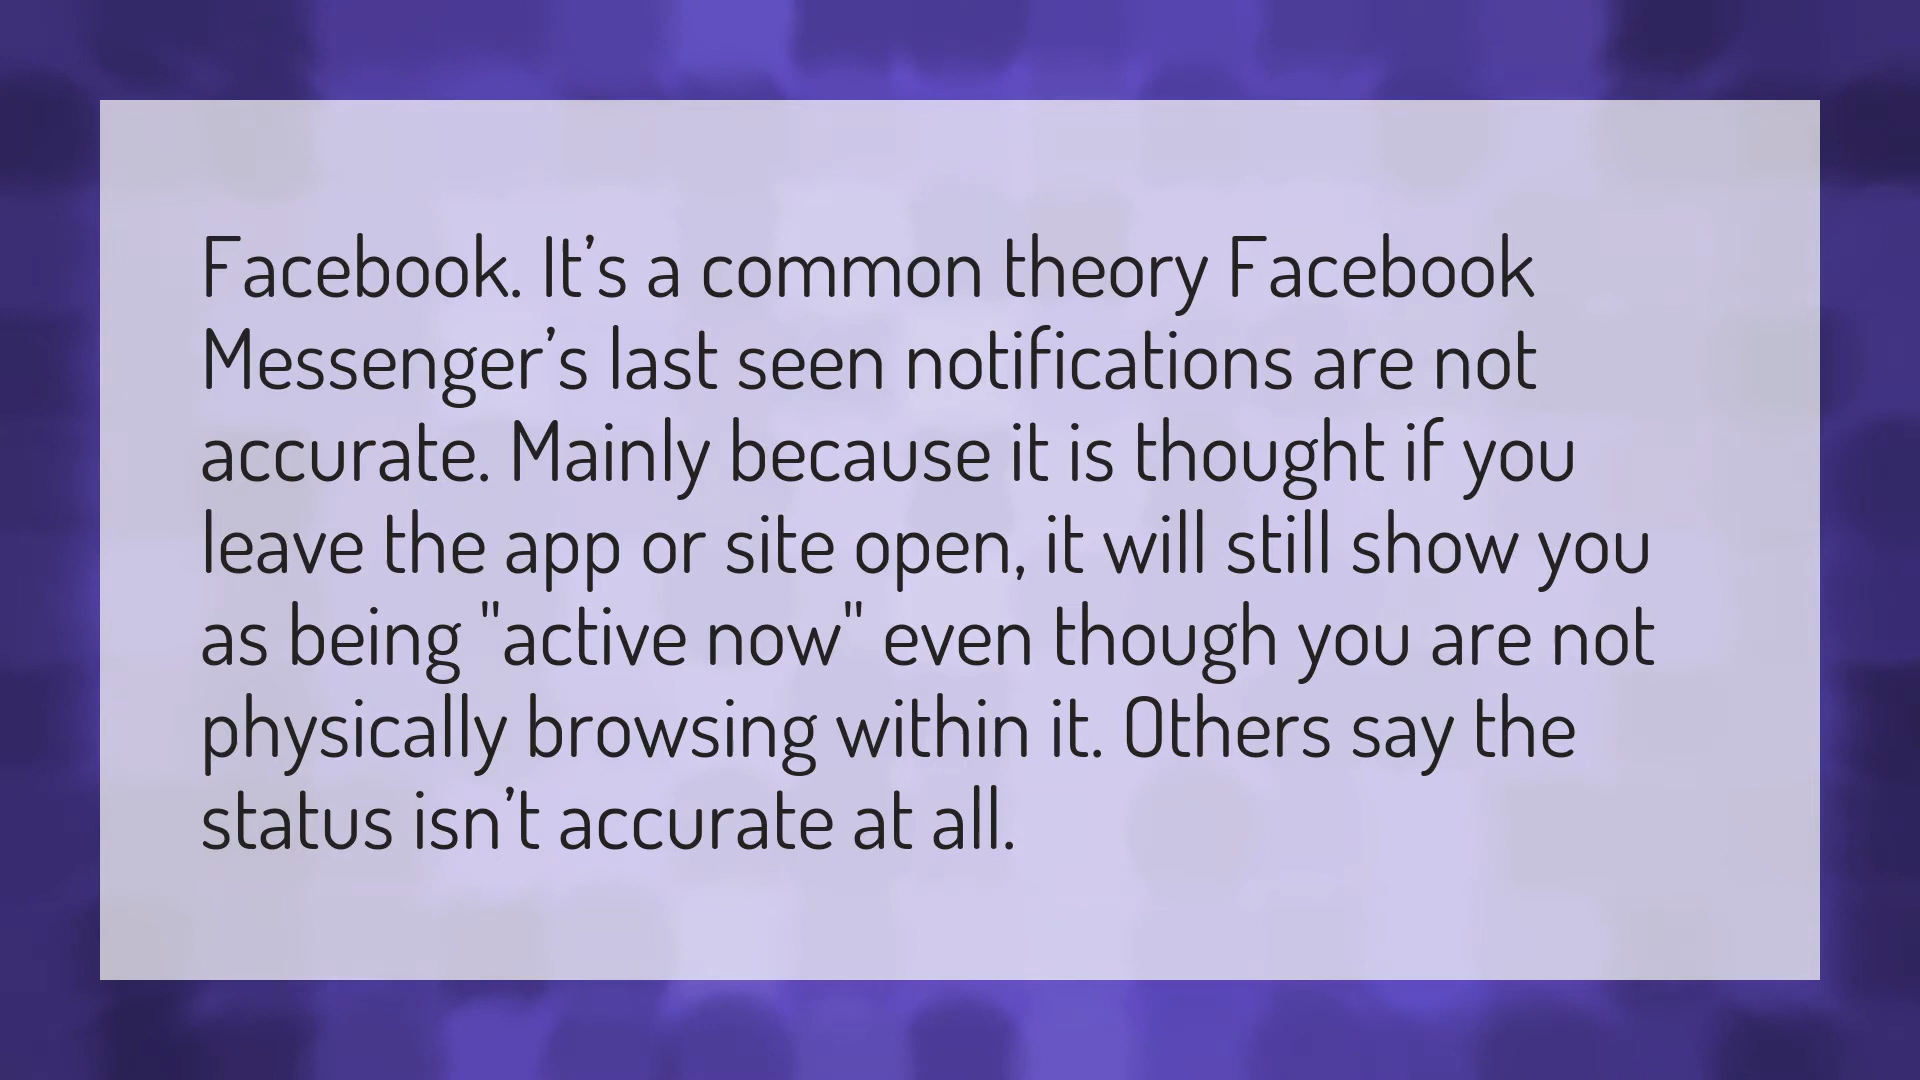 Facebook. It’s a common theory Facebook
Messenger’s last seen notifications are not
accurate. Mainly because it is thought if you
leave the app or site open, it will still show you
as being "active now" even though you are not
physically browsing within it. Others say the
status isn’t accurate at all.